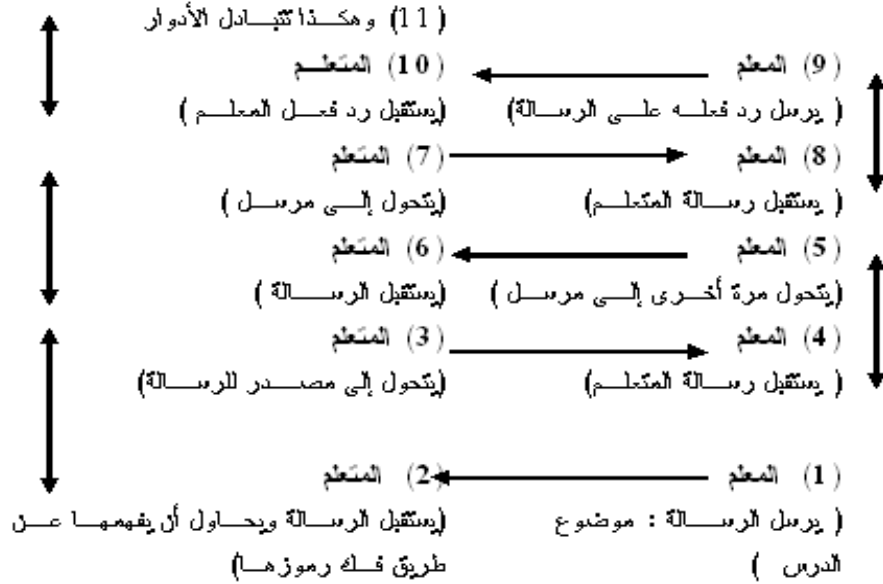 (11) وهكذا تتبادل الأدوار
(9) المعلم (10) المتعلم
( يرسل رد فعله على الرسالة) (يستقبل رد فعل المعلم )
(8) المعلم (7) المتعلم
( يستقبل رسالة المتعلم) (يتحول إلى مرسل )
(5) المعلم (6) المتعلم
(يتحول مرة أخرى إلى مرسل ) (يستقبل الرسالة )
(4) المعلم (3) المتعلم
( يستقبل رسالة المتعلم) (يتحول إلى مصدر للرسالة)
(1) المعلم (2) المتعلم
( يرسل الرسالة : موضوع (يستقبل الرسالة ويحاول أن يفهمها عن
الدرس ) طريق فك رموزها)